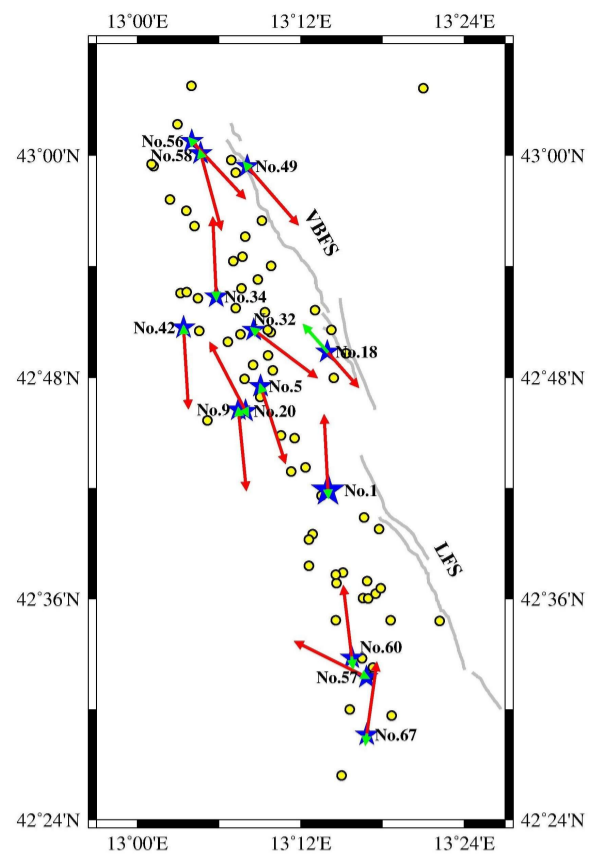 13°00'E 13°12'E 13°24'E
No.56
No.58
43°00'N 43°00'N
No.49
VBFS
No.34
No.32
No.42
No.18
42°48'N 42°48'N
No.5
No.9 No.20
No.1
LFS
42°36'N 42°36'N
No.60
No.57
No.67
42°24'N 42°24'N
13°00'E 13°12'E 13°24'E